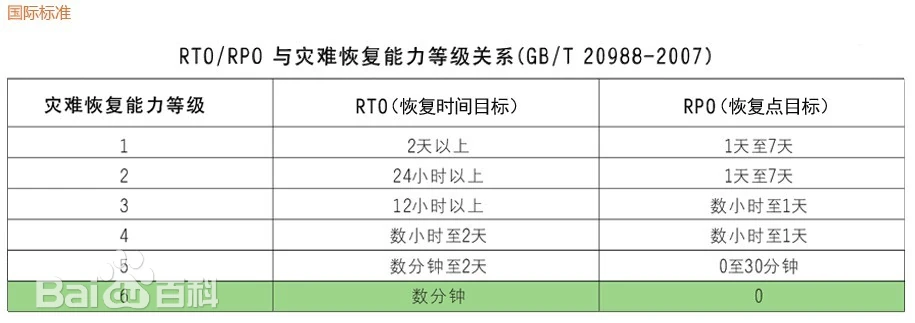 国际标准
RTO/RPO 与灾难恢复能力等级关系(GB/T 20988-2007)
灾难恢复能力等级 RTO(恢复时间目标) RPO(恢复点目标)
1 2天以上 1天至7天
2 24小时以上 1天至7天
3 12小时以上 数小时至1天
4 数小时至2天 数小时至1天
5 数分钟至2天 0至30分钟
6 数分钟 0
Bai百科